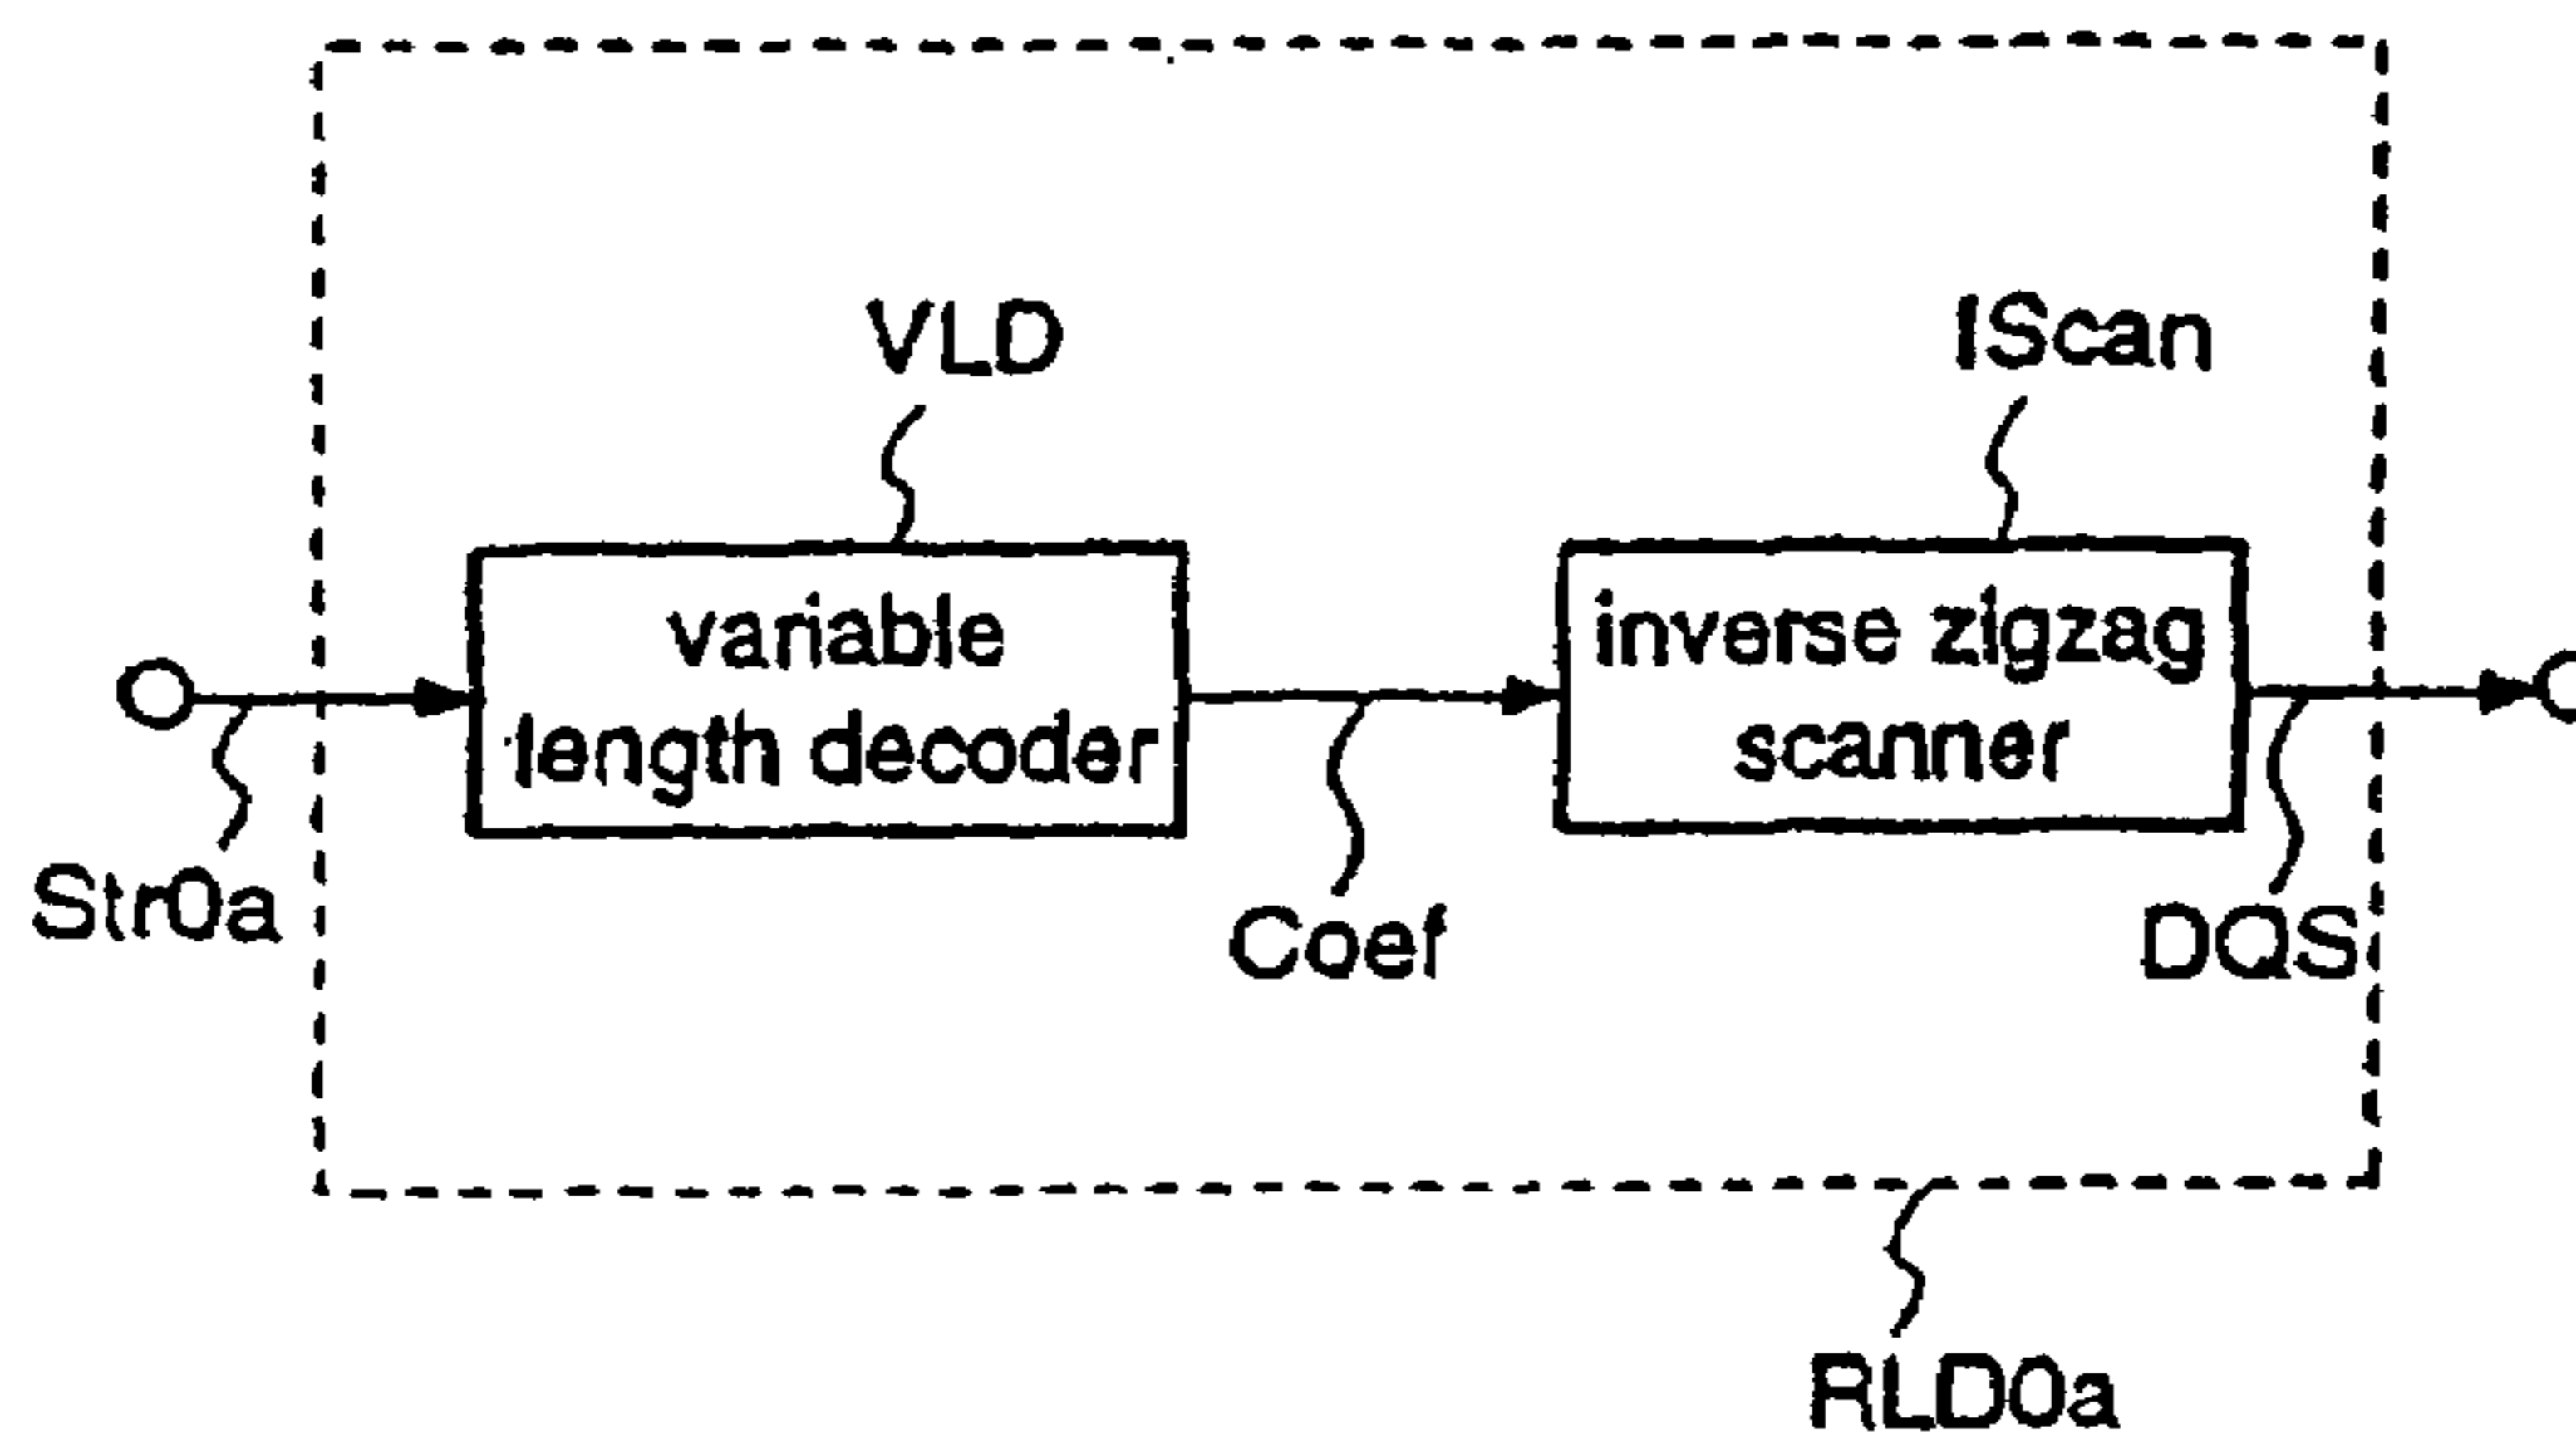 VLD
IScan
variable
length decoder
inverse zigzag
scanner
Str0a
Coef
DQS
RLD0a